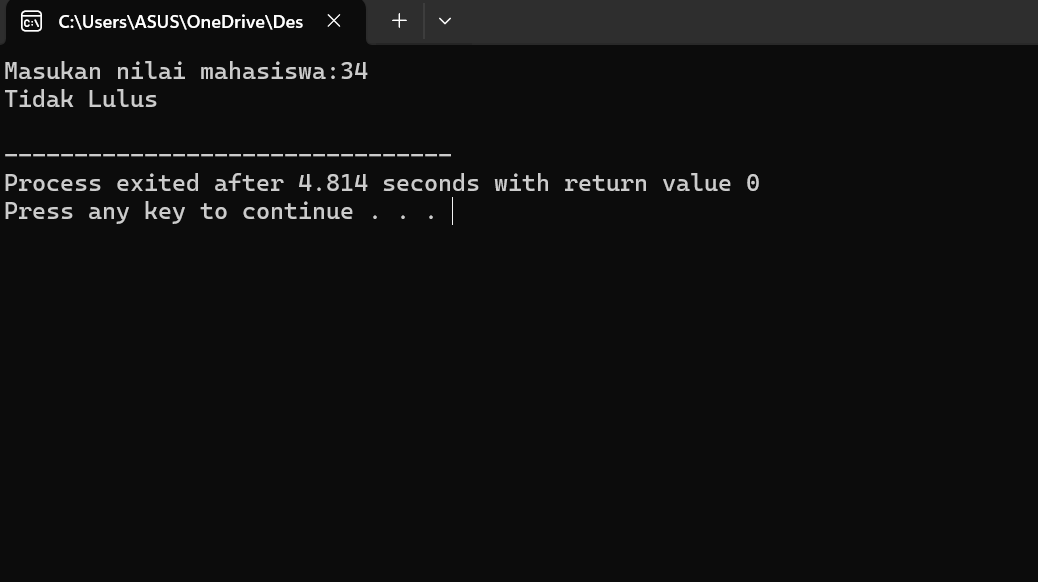 C:\Users\ASUS\OneDrive\Des
Masukan nilai mahasiswa:34
Tidak Lulus
--------------------------------
Process exited after 4.814 seconds with return value 0
Press any key to continue . . .